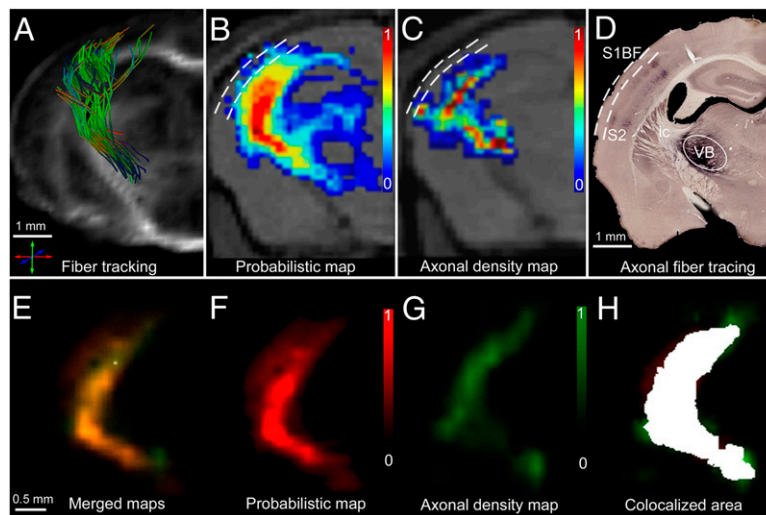 A
1 mm
Fiber tracking
B
1
0
Probabilistic map
C
1
0
Axonal density map
D
S1BF
S2
ic
VB
1 mm
Axonal fiber tracing
E
0.5 mm
Merged maps
F
1
0
Probabilistic map
G
1
0
Axonal density map
H
Colocalized area